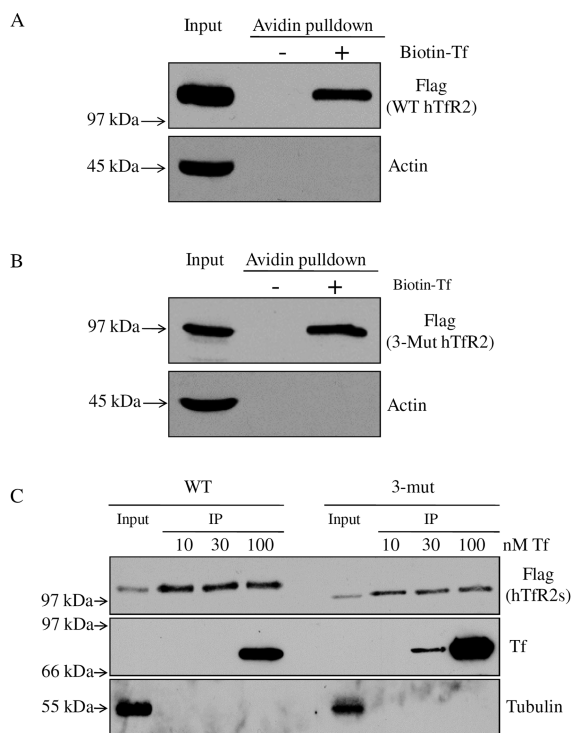 A
Input Avidin pulldown
- + Biotin-Tf
Flag
(WT hTfR2)
97 kDa→
45 kDa→ Actin
B
Input Avidin pulldown
- + Biotin-Tf
97 kDa→ Flag
(3-Mut hTfR2)
45 kDa→ Actin
C
WT 3-mut
Input IP Input IP
10 30 100 10 30 100 nM Tf
Flag
97 kDa→ (hTfR2s)
97 kDa→
Tf
66 kDa→
55 kDa→ Tubulin